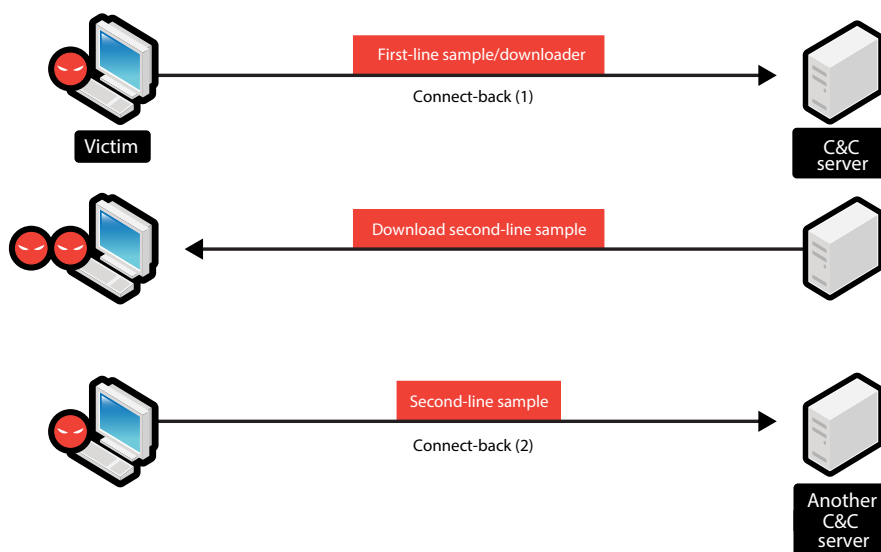 First-line sample/downloader
Connect-back (1)
Victim
C&C
server
Download second-line sample
Second-line sample
Connect-back (2)
Another
C&C
server